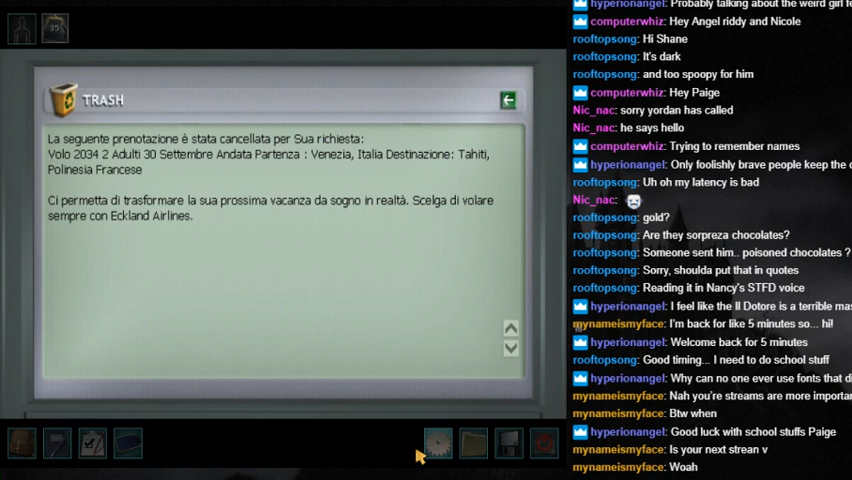 35
TRASH
La seguente prenotazione è stata cancellata per Sua richiesta:
Volo 2034 2 Adulti 30 Settembre Andata Partenza : Venezia, Italia Destinazione: Tahiti,
Polinesia Francese
Ci permetta di trasformare la sua prossima vacanza da sogno in realtà. Scelga di volare
sempre con Eckland Airlines.
hyperionangel: Probably talking about the weird girl
computerwhiz: Hey Angel riddy and Nicole
rooftopsong: Hi Shane
rooftopsong: It's dark
rooftopsong: and too spoopy for him
computerwhiz: Hey Paige
Nic_nac: sorry yordan has called
Nic_nac: he says hello
computerwhiz: Trying to remember names
hyperionangel: Only foolishly brave people keep the
rooftopsong: Uh oh my latency is bad
Nic_nac:
rooftopsong: gold?
rooftopsong: Are they sorpreza chocolates?
rooftopsong: Someone sent him.. poisoned chocolates ?
rooftopsong: Sorry, shoulda put that in quotes
rooftopsong: Reading it in Nancy's STFD voice
hyperionangel: I feel like the Il Dotore is a terrible
mynameismyface: I'm back for like 5 minutes so... hi!
hyperionangel: Welcome back for 5 minutes
rooftopsong: Good timing... I need to do school stuff
hyperionangel: Why can no one ever use fonts that
mynameismyface: Nah you're streams are more important
mynameismyface: Btw when
hyperionangel: Good luck with school stuffs Paige
mynameismyface: Is your next strean v
mynameismyface: Woah